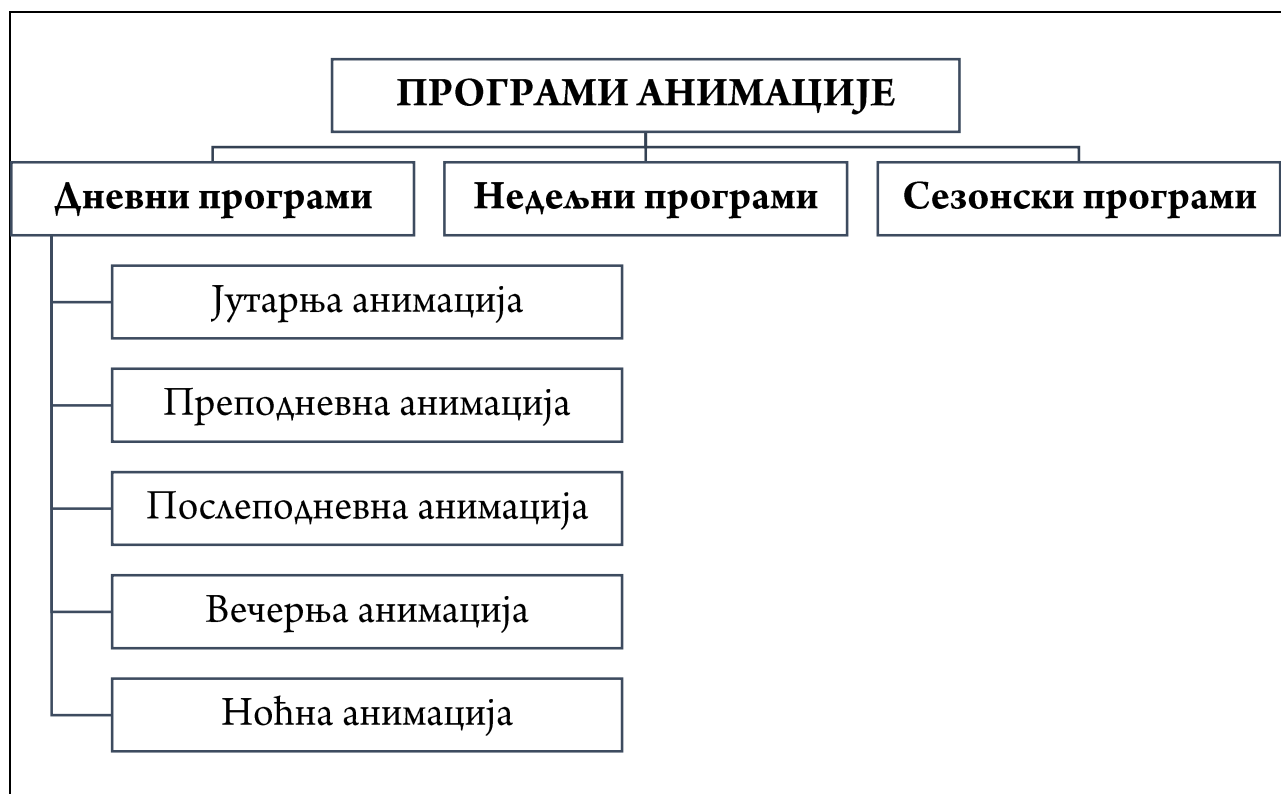 ПРОГРАМИ АНИМАЦИЈЕ
Дневни програми
Недељни програми
Сезонски програми
Јутарња анимација
Преподневна анимација
Послеподневна анимација
Вечерња анимација
Ноћна анимација